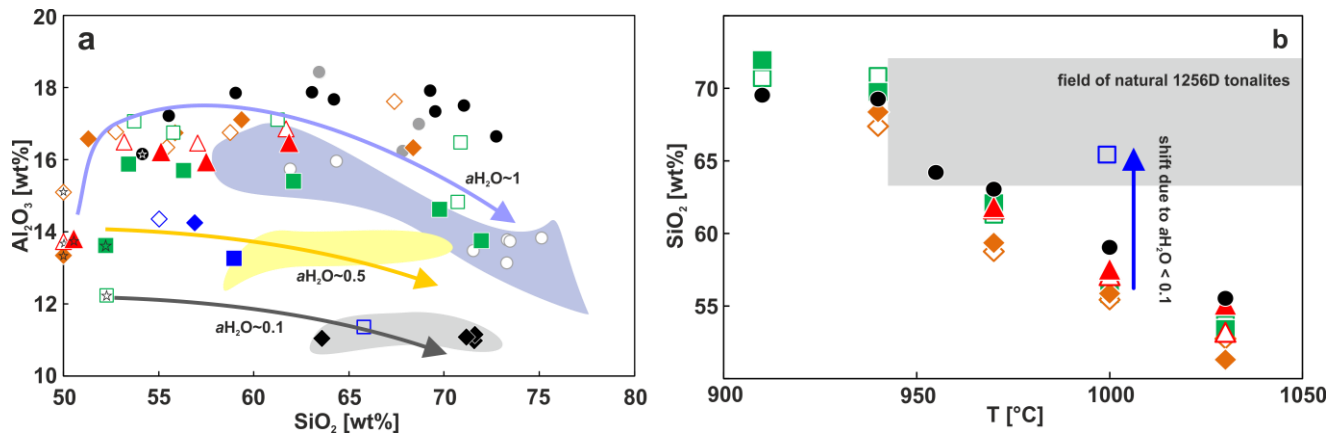 a
20
18
16
14
12
10
Al₂O₃ [wt%]
aH₂O~1
aH₂O~0.5
aH₂O~0.1
50 55 60 65 70 75 80
SiO₂ [wt%]
b
field of natural 1256D tonalites
70
65
60
55
SiO₂ [wt%]
shift due to aH₂O < 0.1
900 950 1000 1050
T [°C]